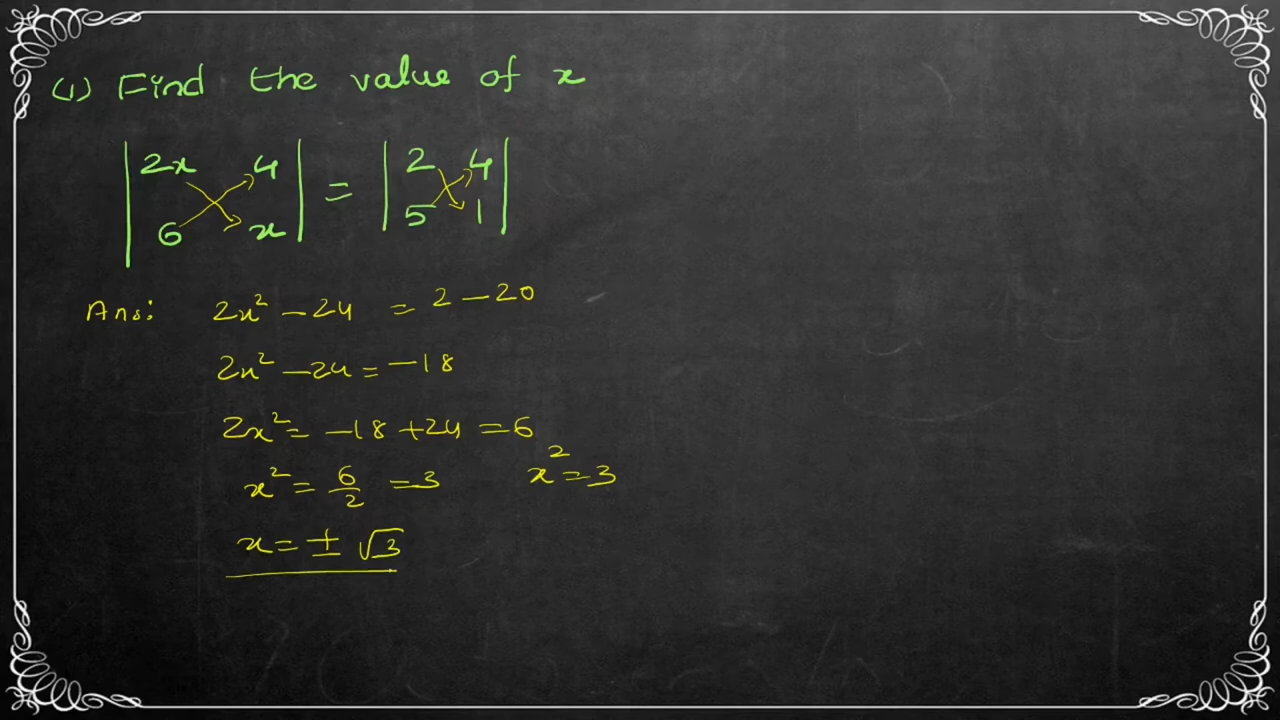 (1) Find the value of x
| 2x 4 | = | 2 4 |
| 6 x | | 5 1 |
Ans: 2x² - 24 = 2 - 20
2x² - 24 = -18
2x² = -18 + 24 = 6
x² = 6/2 = 3 x² = 3
x = ± √3